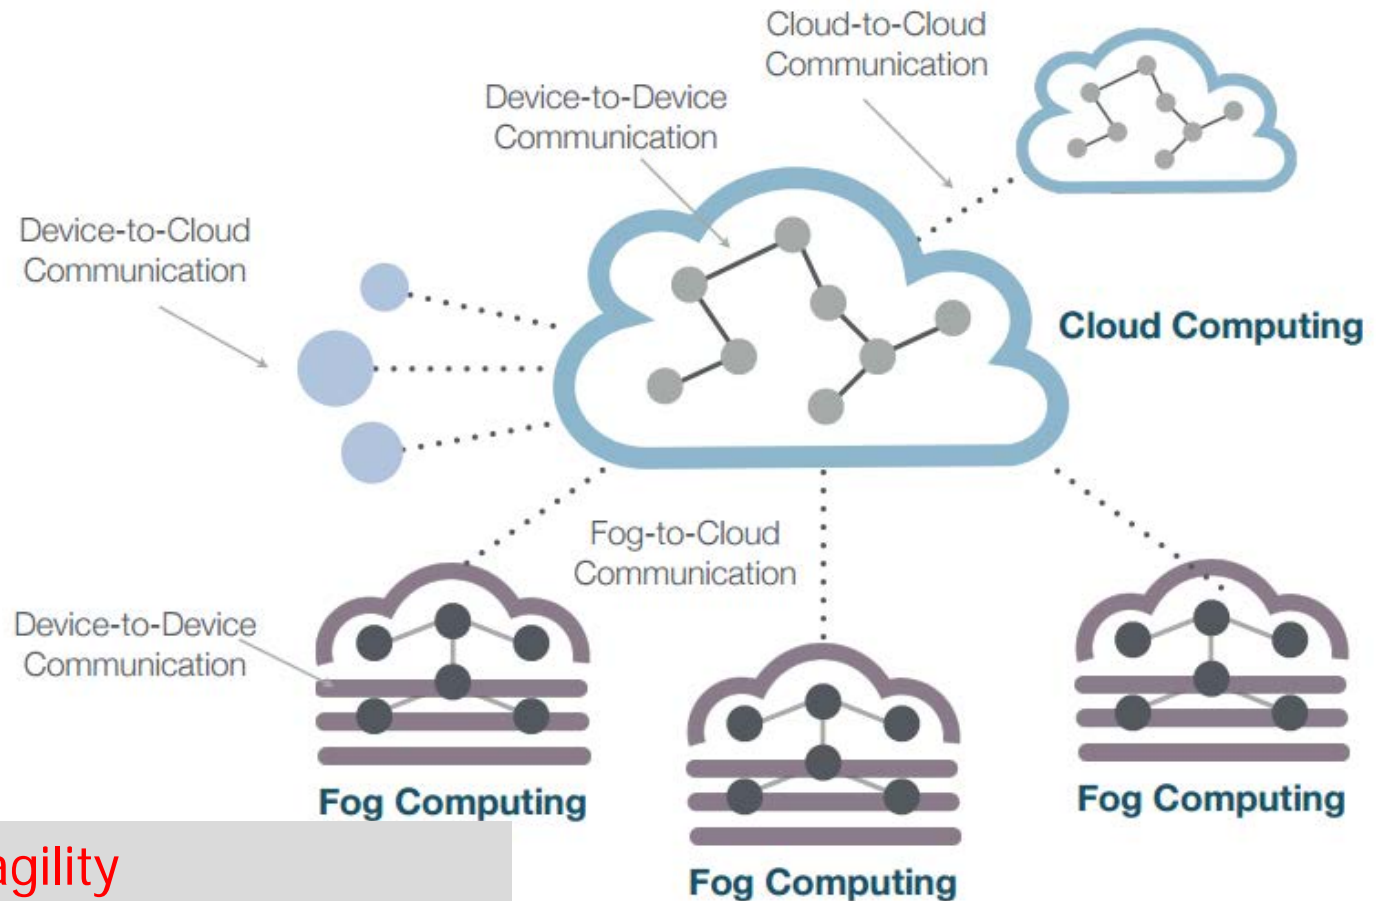 Cloud-to-Cloud
Communication
Device-to-Device
Communication
Device-to-Cloud
Communication
Cloud Computing
Fog-to-Cloud
Communication
Device-to-Device
Communication
Fog Computing
Fog Computing
Fog Computing
agility